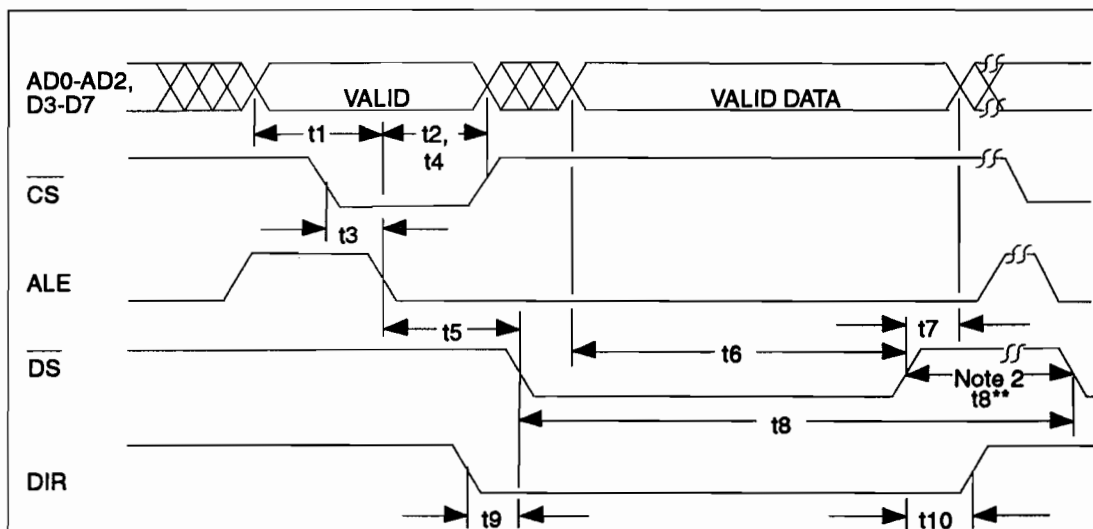 AD0-AD2,
D3-D7
VALID
VALID DATA
t1
t2,
t4
CS
t3
ALE
t5
t6
t7
DS
Note 2
t8**
t8
DIR
t9
t10